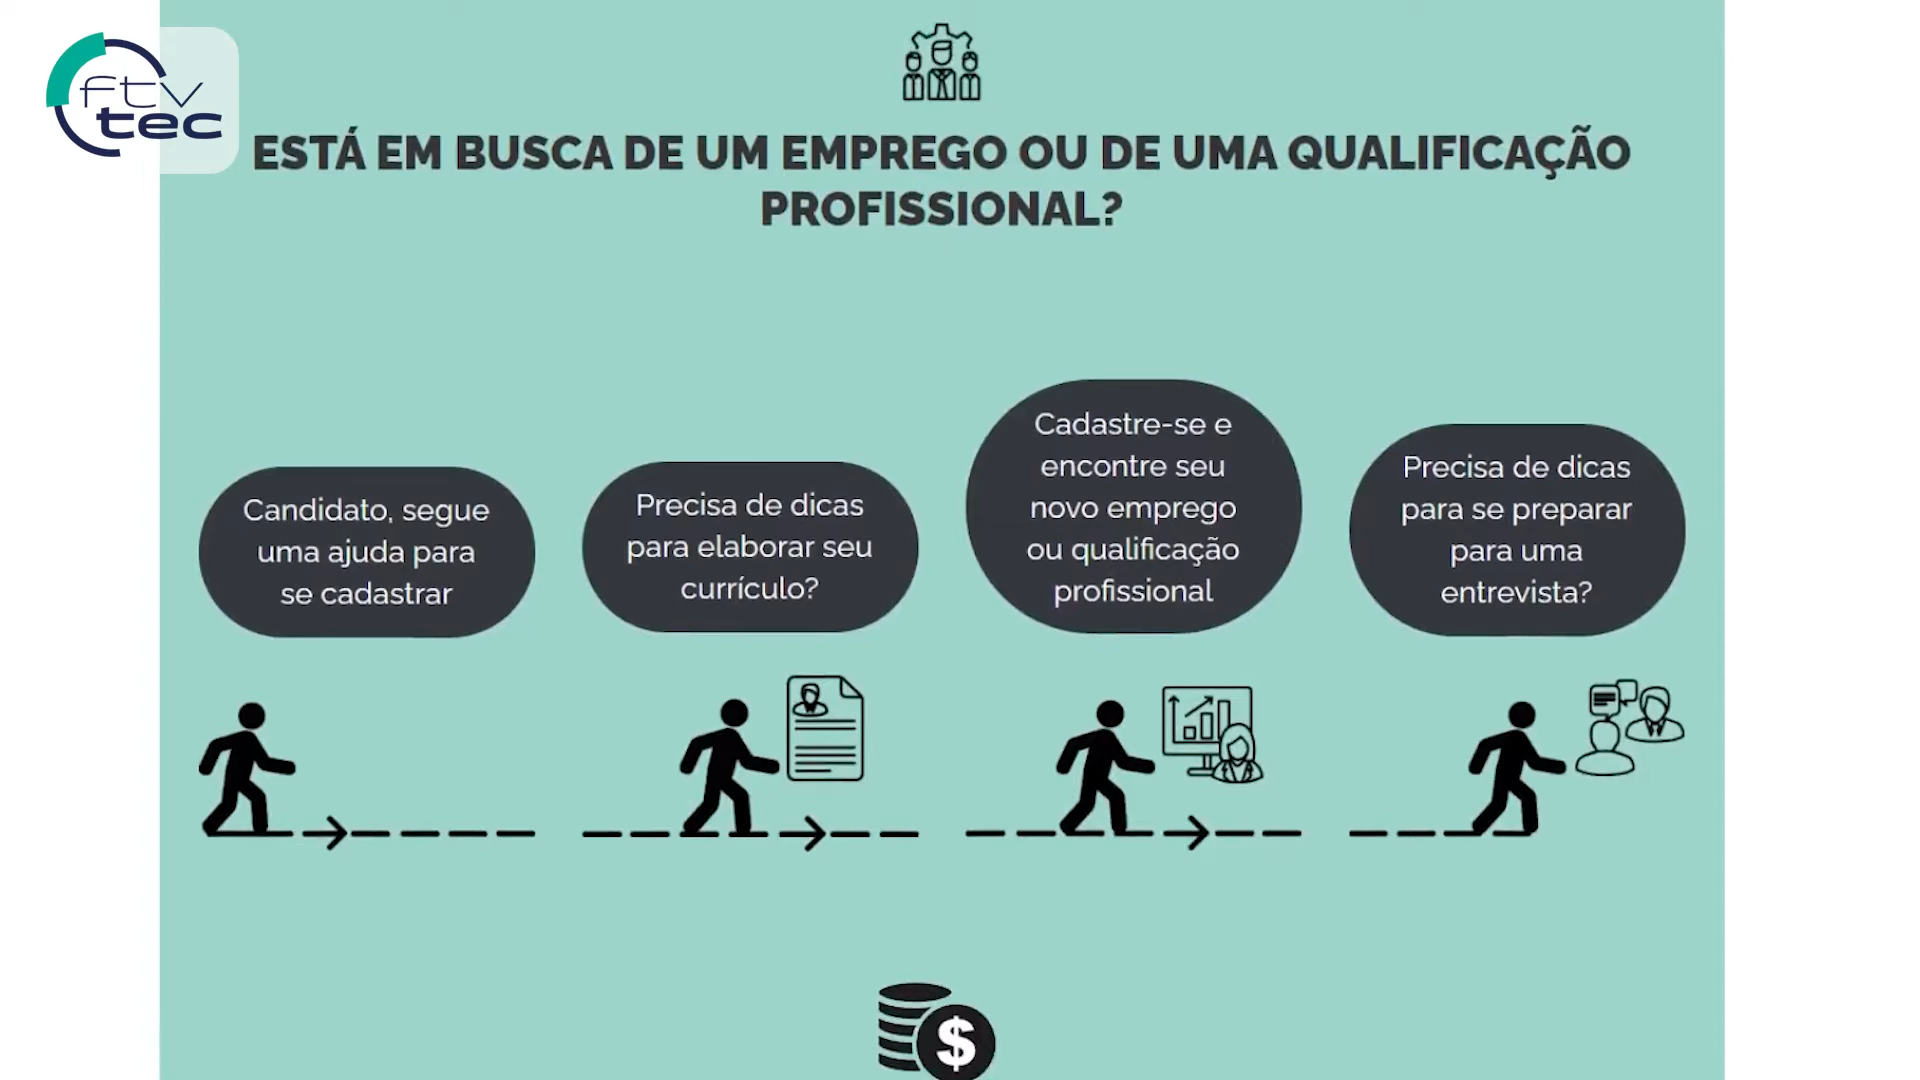 ftv
tec
ESTÁ EM BUSCA DE UM EMPREGO OU DE UMA QUALIFICAÇÃO
PROFISSIONAL?
Candidato, segue
uma ajuda para
se cadastrar
Precisa de dicas
para elaborar seu
currículo?
Cadastre-se e
encontre seu
novo emprego
ou qualificação
profissional
Precisa de dicas
para se preparar
para uma
entrevista?
$